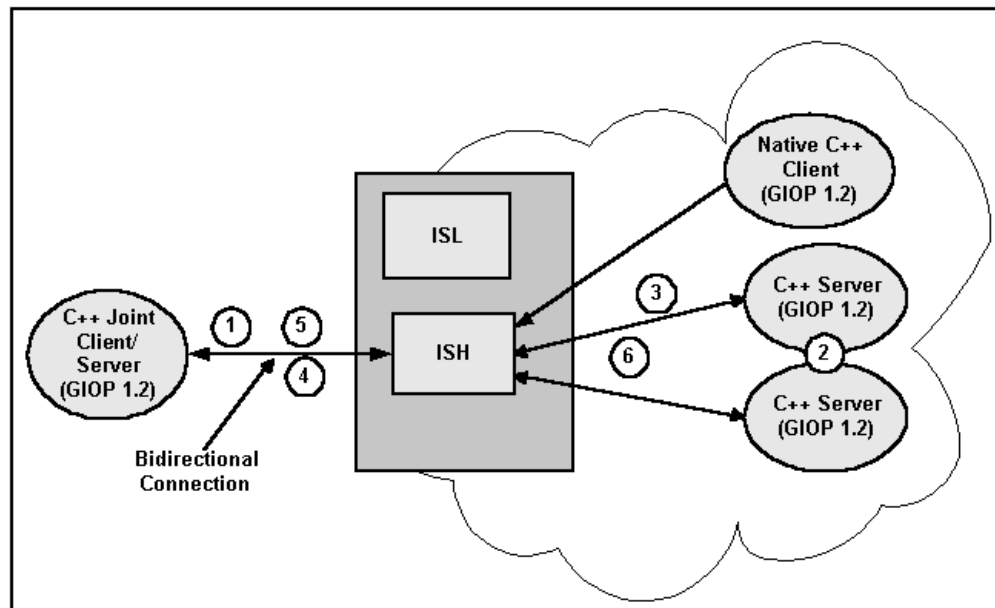 Native C++
Client
(GIOP 1.2)
ISL
C++ Server
(GIOP 1.2)
3
1
5
C++ Joint
Client/
Server
(GIOP 1.2)
ISH
4
6
2
C++ Server
(GIOP 1.2)
Bidirectional
Connection